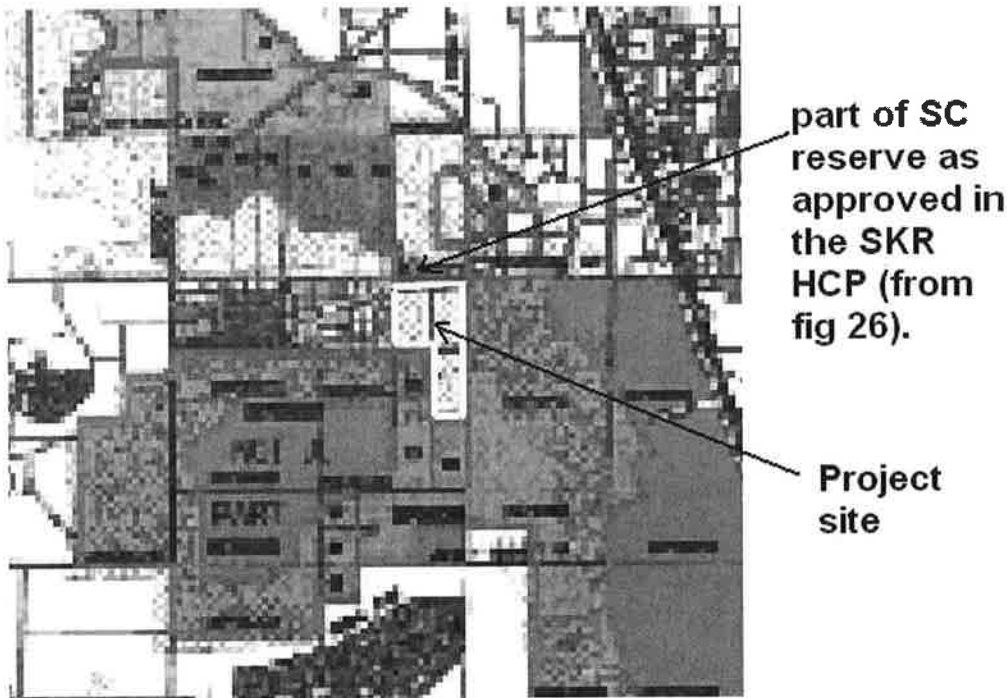 part of SC
reserve as
approved in
the SKR
HCP (from
fig 26).
Project
site